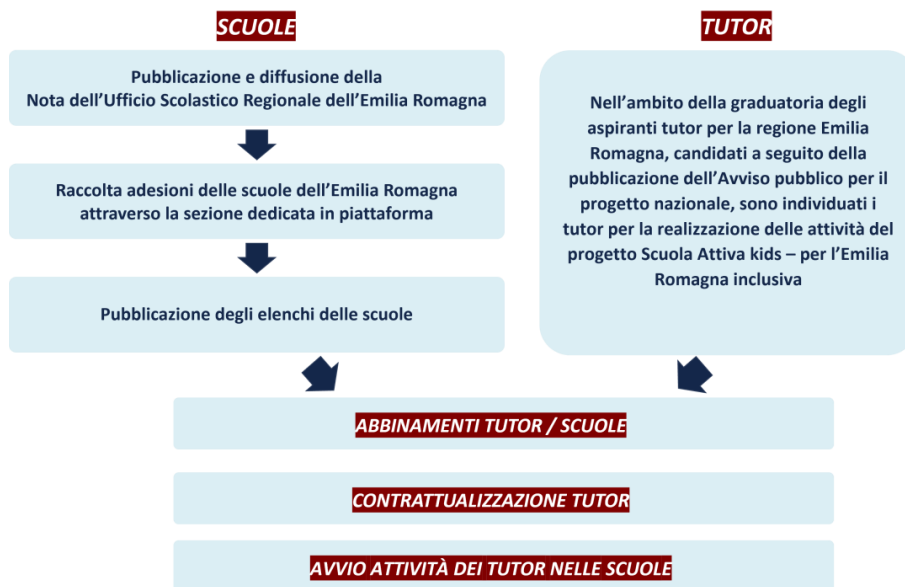 SCUOLE
Pubblicazione e diffusione della
Nota dell'Ufficio Scolastico Regionale dell'Emilia Romagna
Raccolta adesioni delle scuole dell'Emilia Romagna
attraverso la sezione dedicata in piattaforma
Pubblicazione degli elenchi delle scuole
TUTOR
Nell'ambito della graduatoria degli
aspiranti tutor per la regione Emilia
Romagna, candidati a seguito della
pubblicazione dell'Avviso pubblico per il
progetto nazionale, sono individuati i
tutor per la realizzazione delle attività del
progetto Scuola Attiva kids – per l'Emilia
Romagna inclusiva
ABBINAMENTI TUTOR / SCUOLE
CONTRATTUALIZZAZIONE TUTOR
AVVIO ATTIVITÀ DEI TUTOR NELLE SCUOLE